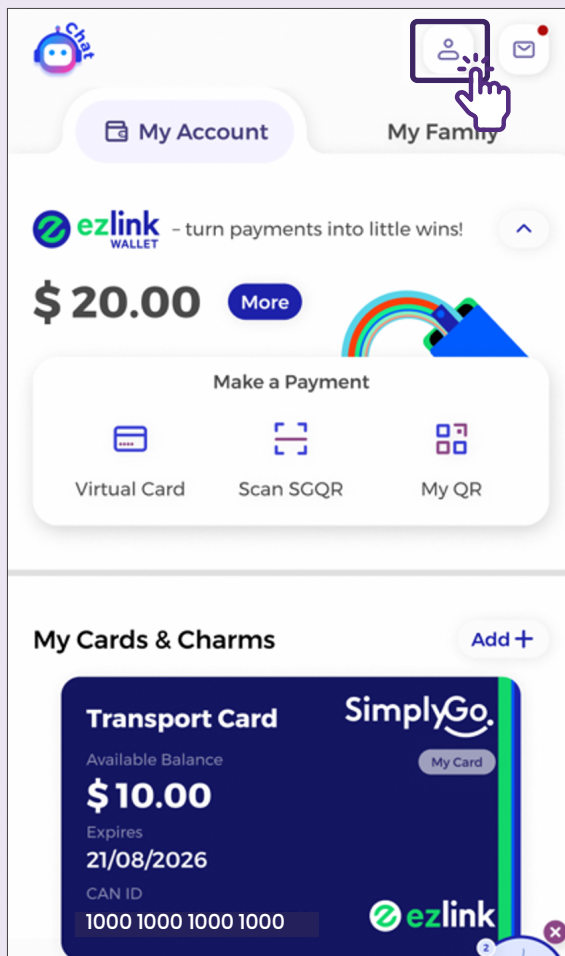 Chat
My Account
My Family
ezlink
WALLET
– turn payments into little wins!
$ 20.00
More
Make a Payment
Virtual Card
Scan SGQR
My QR
My Cards & Charms
Add +
Transport Card
SimplyGo.
Available Balance
My Card
$ 10.00
Expires
21/08/2026
CAN ID
1000 1000 1000 1000
ezlink
2